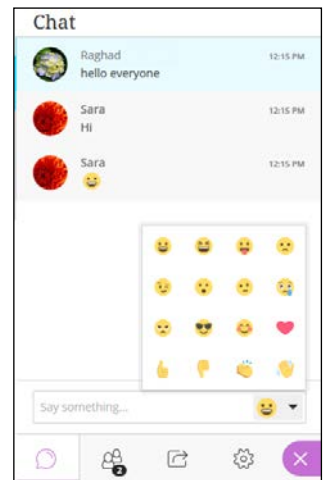 Chat
Raghad 12:15 PM
hello everyone
Sara 12:15 PM
Hi
Sara 12:15 PM
Say something...
2